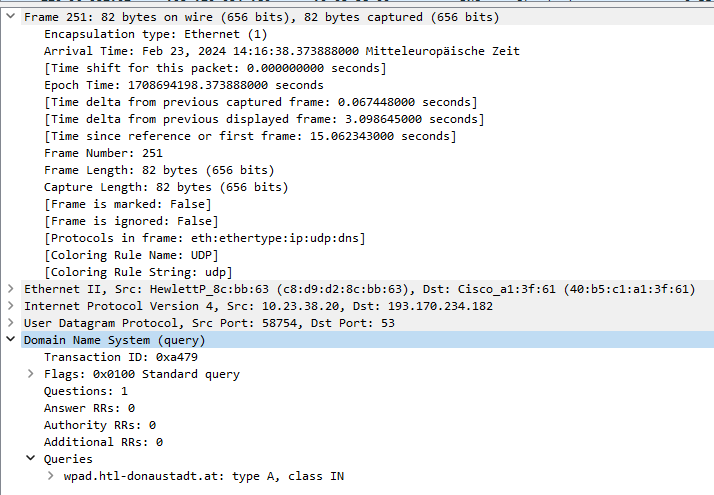 Frame 251: 82 bytes on wire (656 bits), 82 bytes captured (656 bits)
Encapsulation type: Ethernet (1)
Arrival Time: Feb 23, 2024 14:16:38.373888000 Mitteleuropäische Zeit
[Time shift for this packet: 0.000000000 seconds]
Epoch Time: 1708694198.373888000 seconds
[Time delta from previous captured frame: 0.067448000 seconds]
[Time delta from previous displayed frame: 3.098645000 seconds]
[Time since reference or first frame: 15.062343000 seconds]
Frame Number: 251
Frame Length: 82 bytes (656 bits)
Capture Length: 82 bytes (656 bits)
[Frame is marked: False]
[Frame is ignored: False]
[Protocols in frame: eth:ethertype:ip:udp:dns]
[Coloring Rule Name: UDP]
[Coloring Rule String: udp]
Ethernet II, Src: HewlettP_8c:bb:63 (c8:d9:d2:8c:bb:63), Dst: Cisco_a1:3f:61 (40:b5:c1:a1:3f:61)
Internet Protocol Version 4, Src: 10.23.38.20, Dst: 193.170.234.182
User Datagram Protocol, Src Port: 58754, Dst Port: 53
Domain Name System (query)
Transaction ID: 0xa479
Flags: 0x0100 Standard query
Questions: 1
Answer RRs: 0
Authority RRs: 0
Additional RRs: 0
Queries
wpad.htl-donaustadt.at: type A, class IN